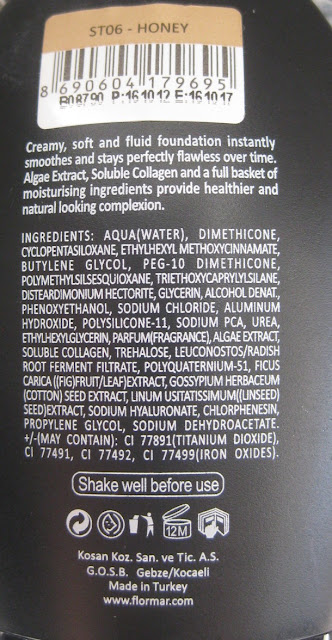 ST06 - HONEY
8 690604 179695
E08790 P:161012 E:161017
Creamy, soft and fluid foundation instantly
smoothes and stays perfectly flawless over time.
Algae Extract, Soluble Collagen and a full basket of
moisturising ingredients provide healthier and
natural looking complexion.
INGREDIENTS: AQUA(WATER), DIMETHICONE,
CYCLOPENTASILOXANE, ETHYLHEXYL METHOXYCINNAMATE,
BUTYLENE GLYCOL, PEG-10 DIMETHICONE,
POLYMETHYLSILSESQUIOXANE, TRIETHOXYCAPRYLYLSILANE,
DISTEARDIMONIUM HECTORITE, GLYCERIN, ALCOHOL DENAT,
PHENOXYETHANOL, SODIUM CHLORIDE, ALUMINUM
HYDROXIDE, POLYSILICONE-11, SODIUM PCA, UREA,
ETHYLHEXYLGLYCERIN, PARFUM(FRAGRANCE), ALGAE EXTRACT,
SOLUBLE COLLAGEN, TREHALOSE, LEUCONOSTOC/RADISH
ROOT FERMENT FILTRATE, POLYQUATERNIUM-51, FICUS
CARICA ((FIG)FRUIT/LEAF)EXTRACT, GOSSYPIUM HERBACEUM
(COTTON) SEED EXTRACT, LINUM USITATISSIMUM((LINSEED)
SEED)EXTRACT, SODIUM HYALURONATE, CHLORPHENESIN,
PROPYLENE GLYCOL, SODIUM DEHYDROACETATE.
+/-(MAY CONTAIN): CI 77891(TITANIUM DIOXIDE),
CI 77491, CI 77492, CI 77499(IRON OXIDES).
Shake well before use
12M
Kosan Koz. San. ve Tic. A.S.
G.O.S.B. Gebze/Kocaeli
Made in Turkey
www.flormar.com